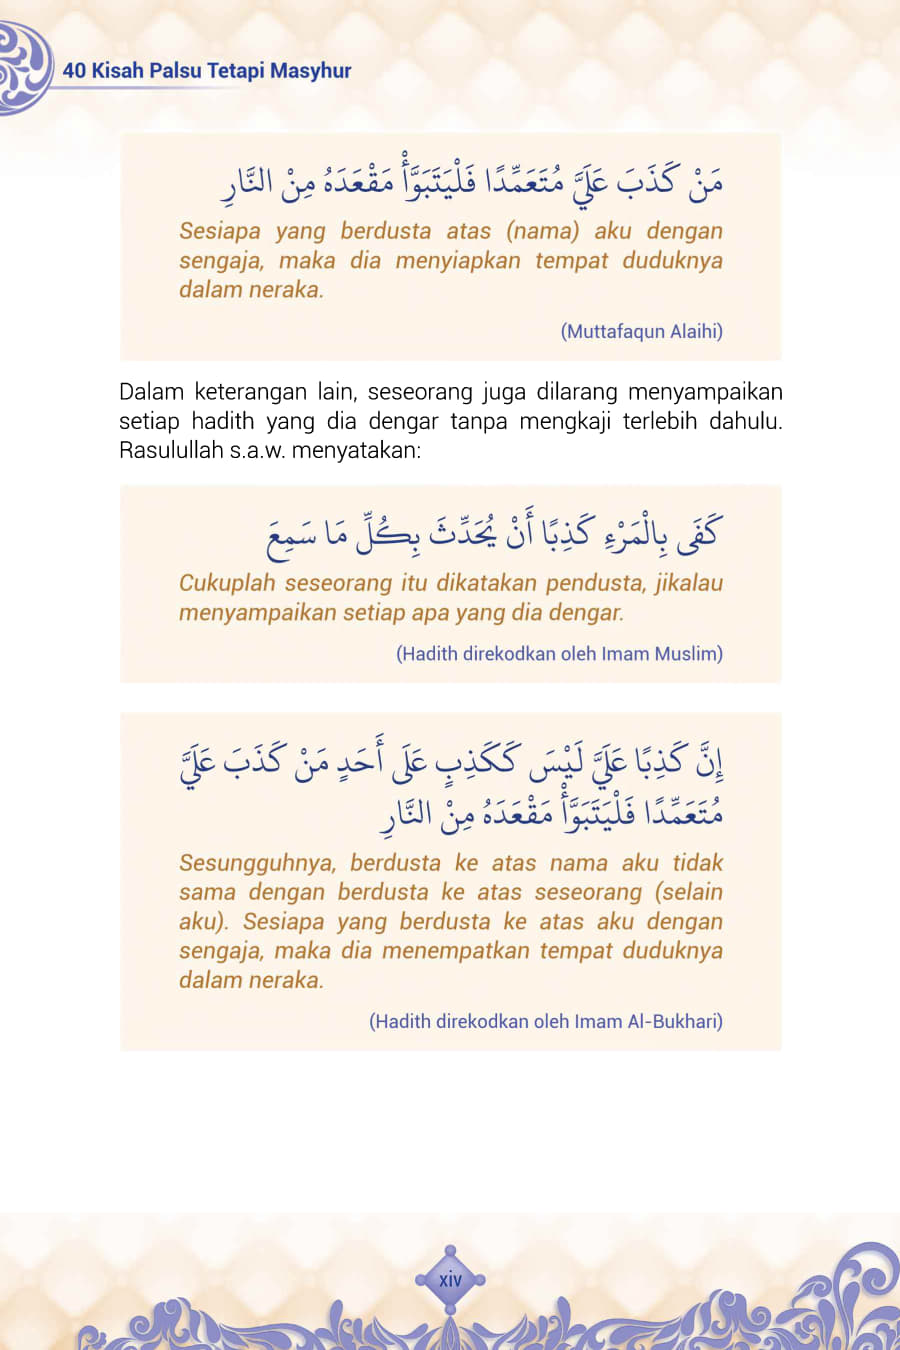 40 Kisah Palsu Tetapi Masyhur
مَنْ كَذَبَ عَلَيَّ مُتَعَمِّدًا فَلْيَتَبَوَّأْ مَقْعَدَهُ مِنْ النَّارِ
Sesiapa yang berdusta atas (nama) aku dengan
sengaja, maka dia menyiapkan tempat duduknya
dalam neraka.
(Muttafaqun Alaihi)
Dalam keterangan lain, seseorang juga dilarang menyampaikan
setiap hadith yang dia dengar tanpa mengkaji terlebih dahulu.
Rasulullah s.a.w. menyatakan:
كَفَى بِالْمَرْءِ كَذِبًا أَنْ يُحَدِّثَ بِكُلِّ مَا سَمِعَ
Cukuplah seseorang itu dikatakan pendusta, jikalau
menyampaikan setiap apa yang dia dengar.
(Hadith direkodkan oleh Imam Muslim)
إِنَّ كَذِبًا عَلَيَّ لَيْسَ كَكَذِبٍ عَلَى أَحَدٍ مَنْ كَذَبَ عَلَيَّ
مُتَعَمِّدًا فَلْيَتَبَوَّأْ مَقْعَدَهُ مِنْ النَّارِ
Sesungguhnya, berdusta ke atas nama aku tidak
sama dengan berdusta ke atas seseorang (selain
aku). Sesiapa yang berdusta ke atas aku dengan
sengaja, maka dia menempatkan tempat duduknya
dalam neraka.
(Hadith direkodkan oleh Imam Al-Bukhari)
xiv